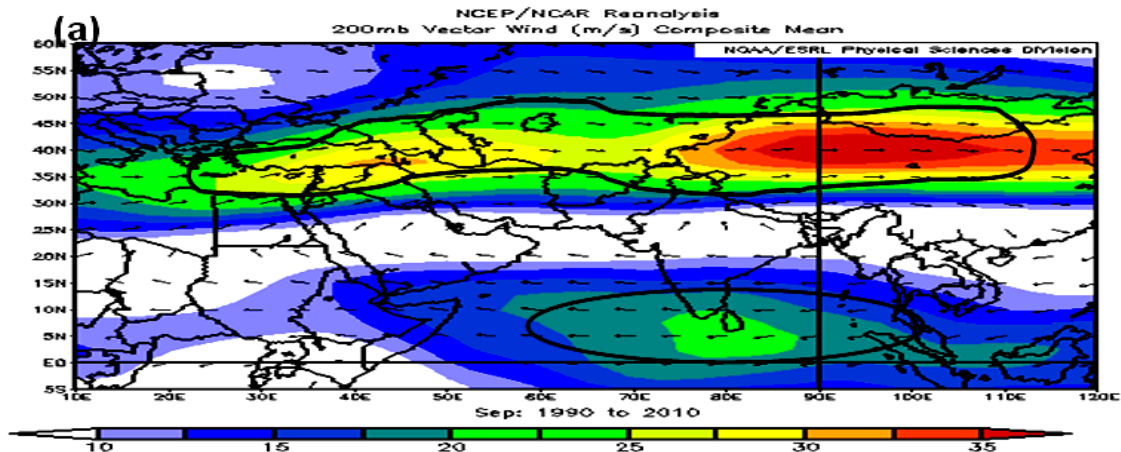 (a)
NCEP/NCAR Reanalysis
200mb Vector Wind (m/s) Composite Mean
NOAA/ESRL Physical Sciences Division
60N
55N
50N
45N
40N
35N
30N
25N
20N
15N
10N
5N
EQ
5S
10E 20E 30E 40E 50E 60E 70E 80E 90E 100E 110E 120E
Sep: 1990 to 2010
10 15 20 25 30 35